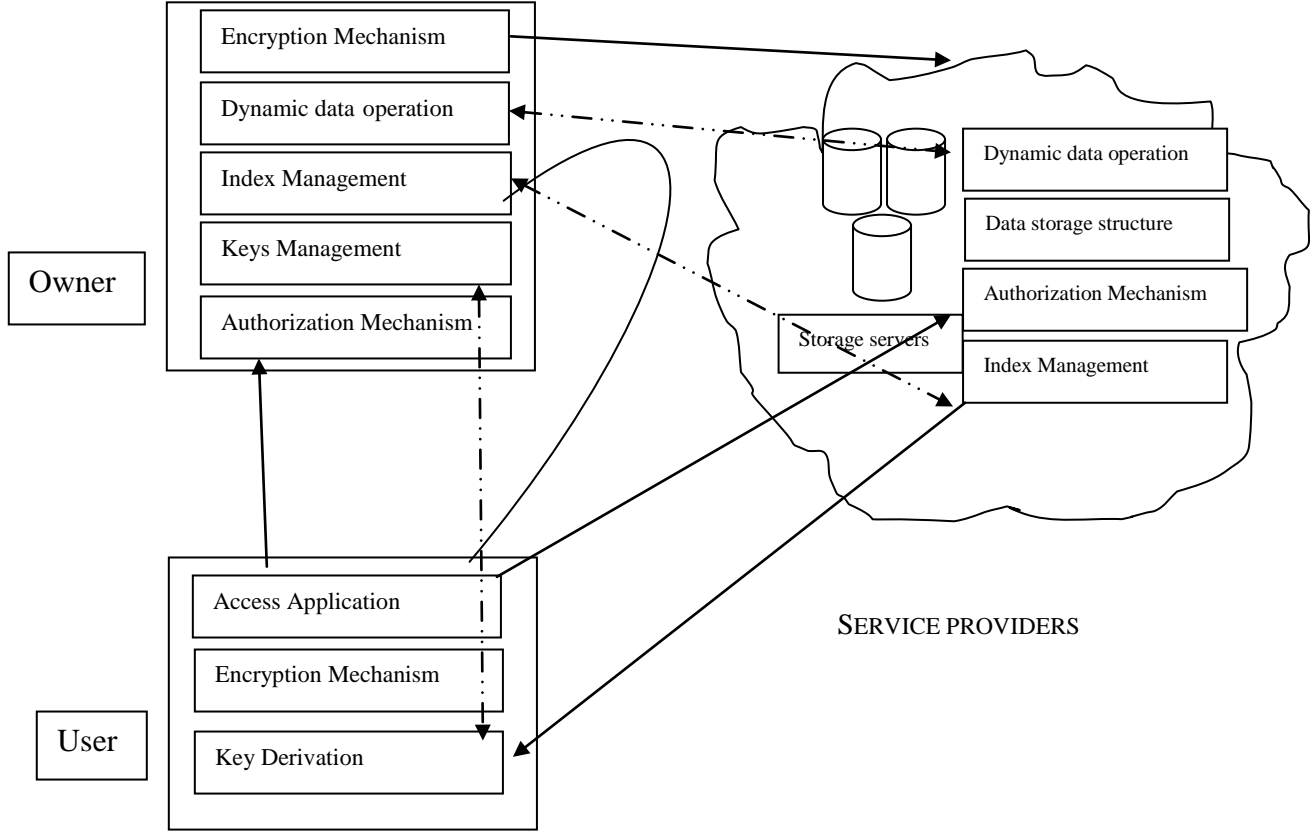 Encryption Mechanism
Dynamic data operation
Index Management
Keys Management
Authorization Mechanism
Owner
Dynamic data operation
Data storage structure
Authorization Mechanism
Storage servers
Index Management
SERVICE PROVIDERS
Access Application
Encryption Mechanism
Key Derivation
User